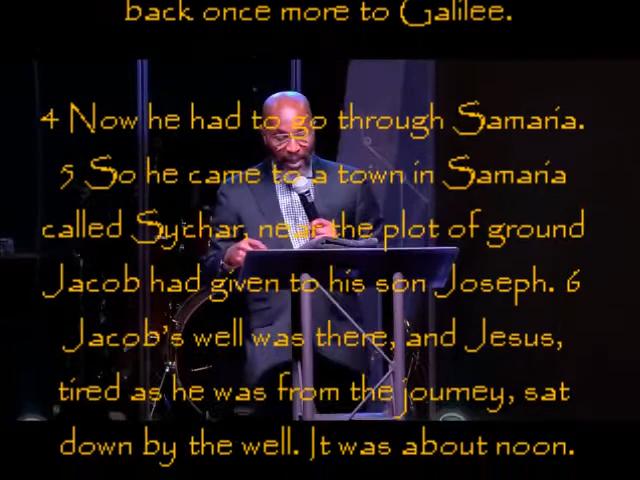 back once more to Galilee.
4 Now he had to go through Samaria.
5 So he came to a town in Samaria
called Sychar, near the plot of ground
Jacob had given to his son Joseph. 6
Jacob's well was there, and Jesus,
tired as he was from the journey, sat
down by the well. It was about noon.